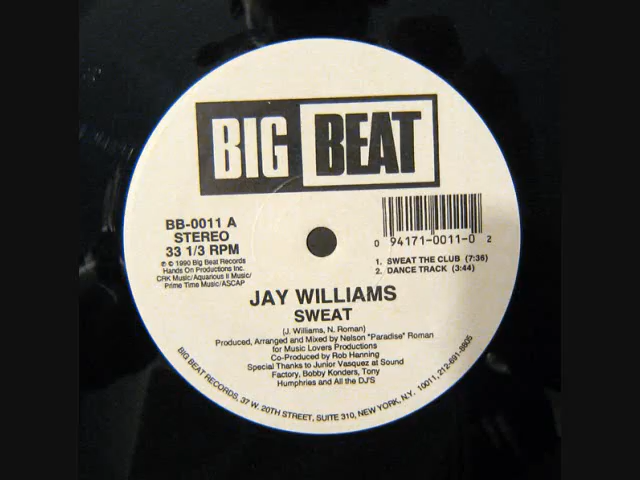 BIG BEAT
BB-0011 A
STEREO
33 1/3 RPM
℗ © 1990 Big Beat Records
Hands On Productions Inc.
CRK Music/Aquarious II Music/
Prime Time Music/ASCAP
0 94171-0011-0 2
1. SWEAT THE CLUB (7:36)
2. DANCE TRACK (3:44)
JAY WILLIAMS
SWEAT
(J. Williams, N. Roman)
Produced, Arranged and Mixed by Nelson "Paradise" Roman
for Music Lovers Productions
Co-Produced by Rob Hanning
Special Thanks to Junior Vasquez at Sound
Factory, Bobby Konders, Tony
Humphries and All the DJ'S
BIG BEAT RECORDS, 37 W. 20TH STREET, SUITE 310, NEW YORK, N.Y. 10011, 212-691-8805